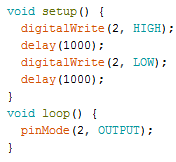 void setup() {
  digitalWrite(2, HIGH);
  delay(1000);
  digitalWrite(2, LOW);
  delay(1000);
}
void loop() {
  pinMode(2, OUTPUT);
}